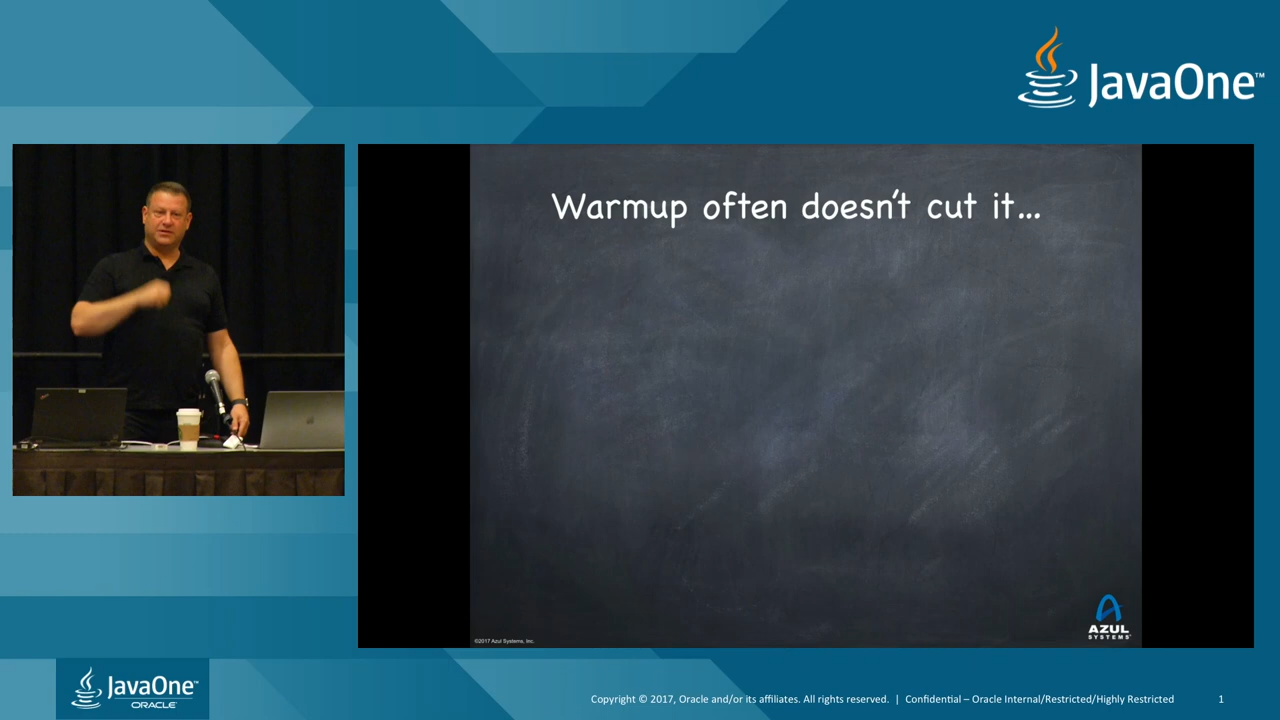 JavaOne™
Warmup often doesn't cut it...
©2017 Azul Systems, Inc.
AZUL
SYSTEMS
JavaOne™
ORACLE
Copyright © 2017, Oracle and/or its affiliates. All rights reserved. | Confidential – Oracle Internal/Restricted/Highly Restricted
1